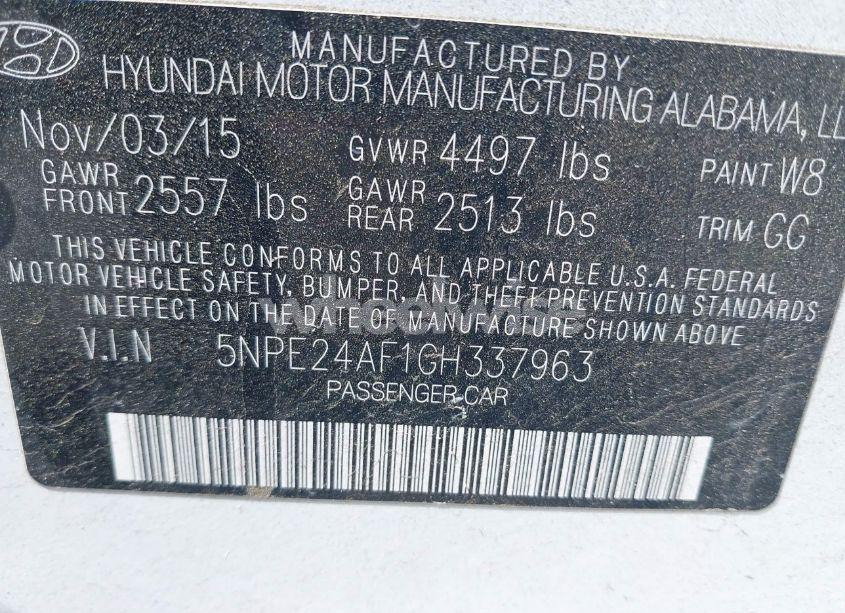 MANUFACTURED BY
HYUNDAI MOTOR MANUFACTURING ALABAMA, LL
Nov/03/15 GVWR 4497 lbs PAINT W8
GAWR FRONT 2557 lbs GAWR REAR 2513 lbs TRIM GG
THIS VEHICLE CONFORMS TO ALL APPLICABLE U.S.A. FEDERAL
MOTOR VEHICLE SAFETY, BUMPER, AND THEFT PREVENTION STANDARDS
IN EFFECT ON THE DATE OF MANUFACTURE SHOWN ABOVE.
V.I.N 5NPE24AF1GH337963
PASSENGER CAR